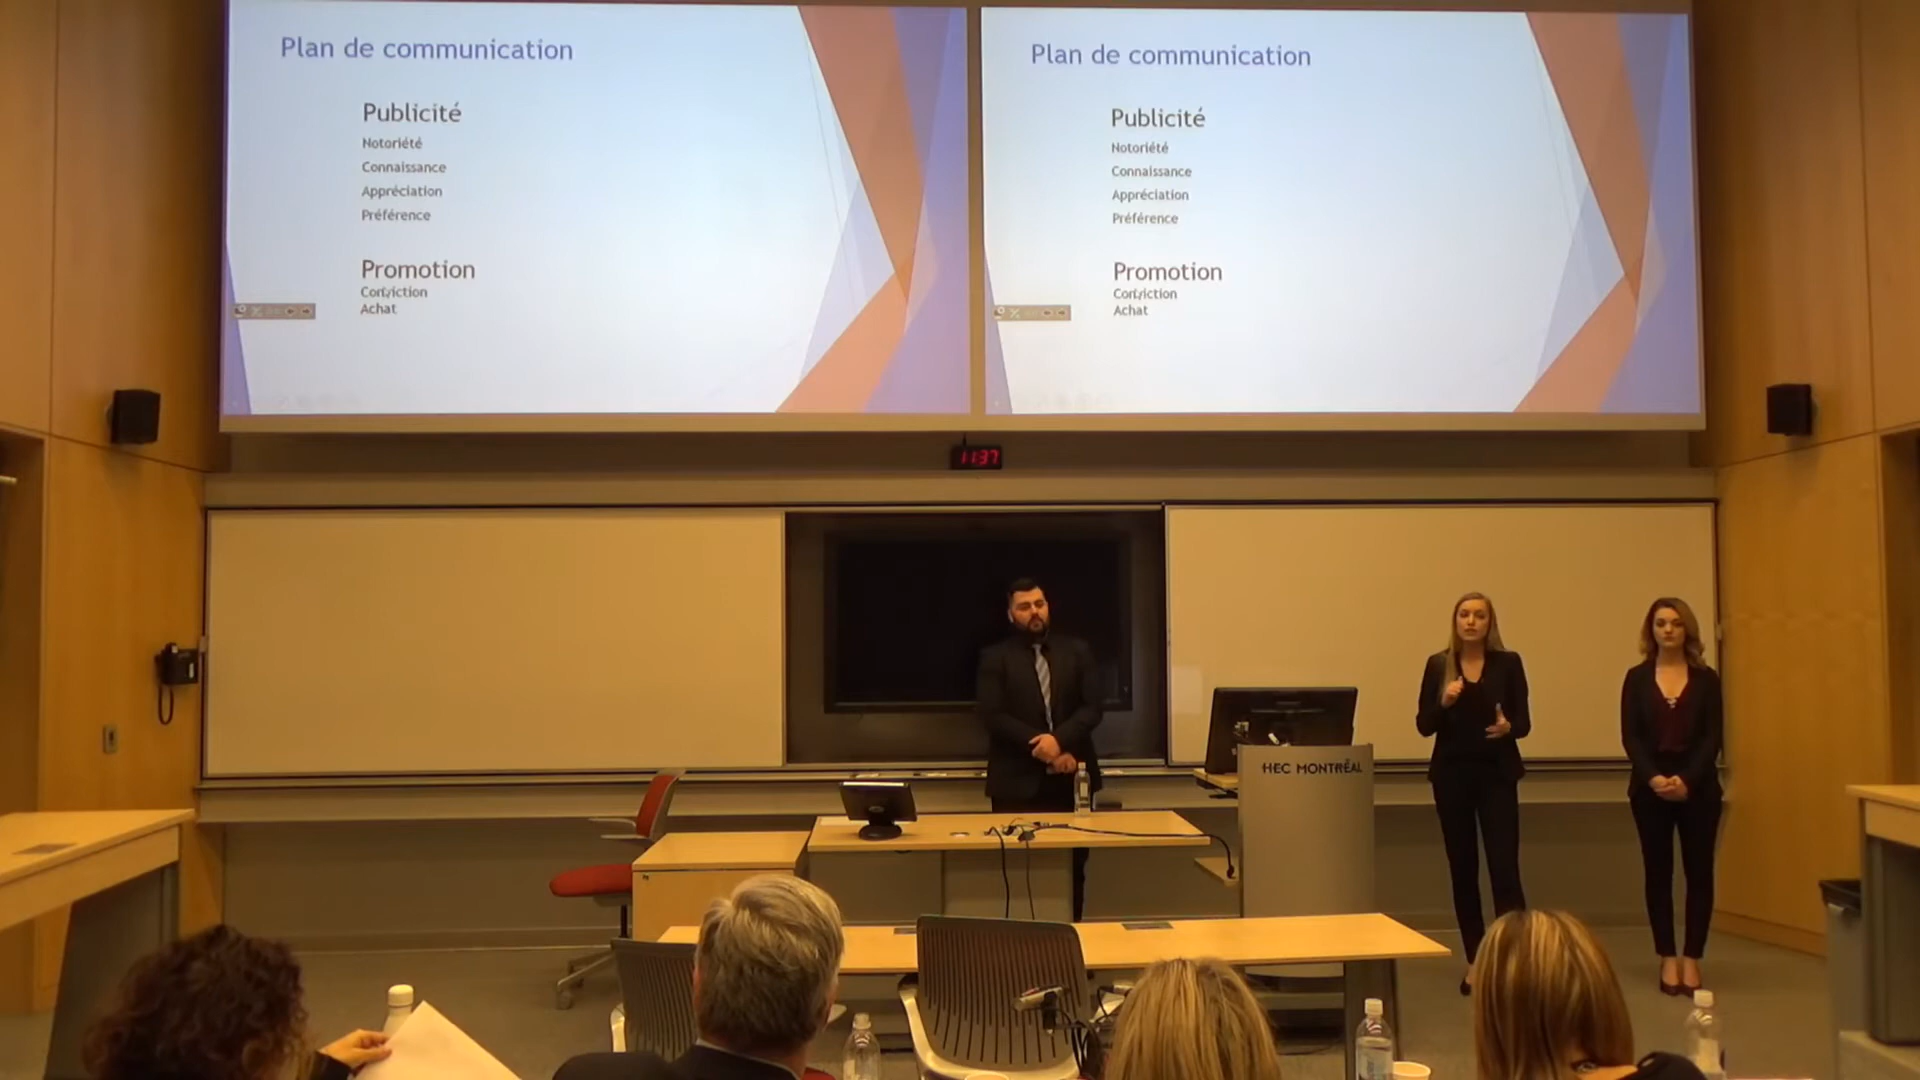 Plan de communication
Publicité
Notoriété
Connaissance
Appréciation
Préférence
Promotion
Conviction
Achat
Plan de communication
Publicité
Notoriété
Connaissance
Appréciation
Préférence
Promotion
Conviction
Achat
11:37
HEC MONTRÉAL